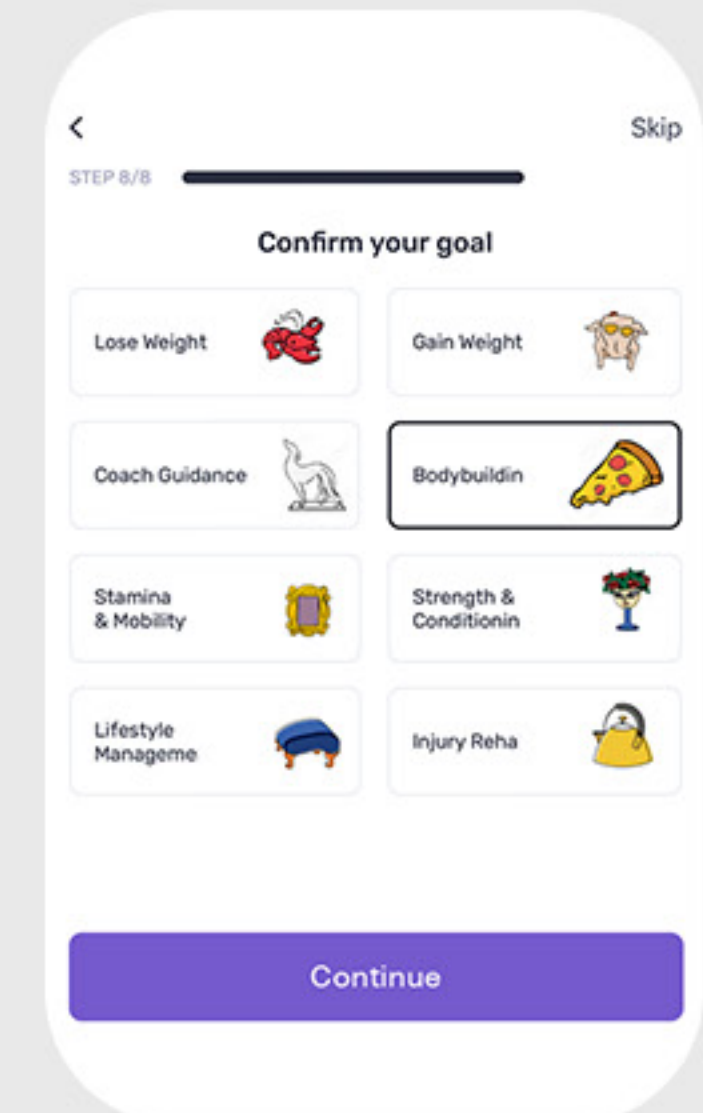 Skip
STEP 8/8
Confirm your goal
Lose Weight
Gain Weight
Coach Guidance
Bodybuildin
Stamina
& Mobility
Strength &
Conditionin
Lifestyle
Manageme
Injury Reha
Continue